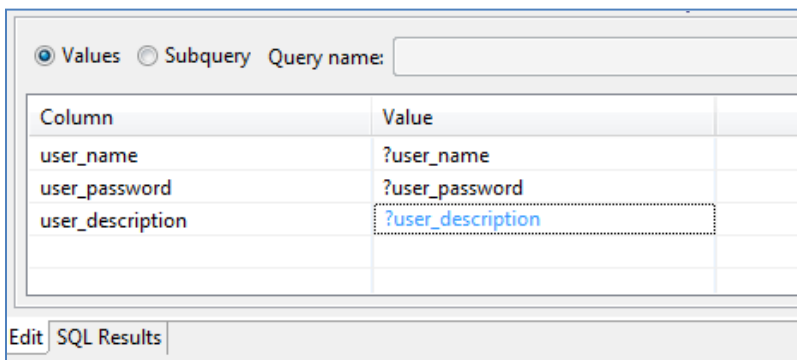 Values Subquery Query name:
Column Value
user_name ?user_name
user_password ?user_password
user_description ?user_description
Edit SQL Results